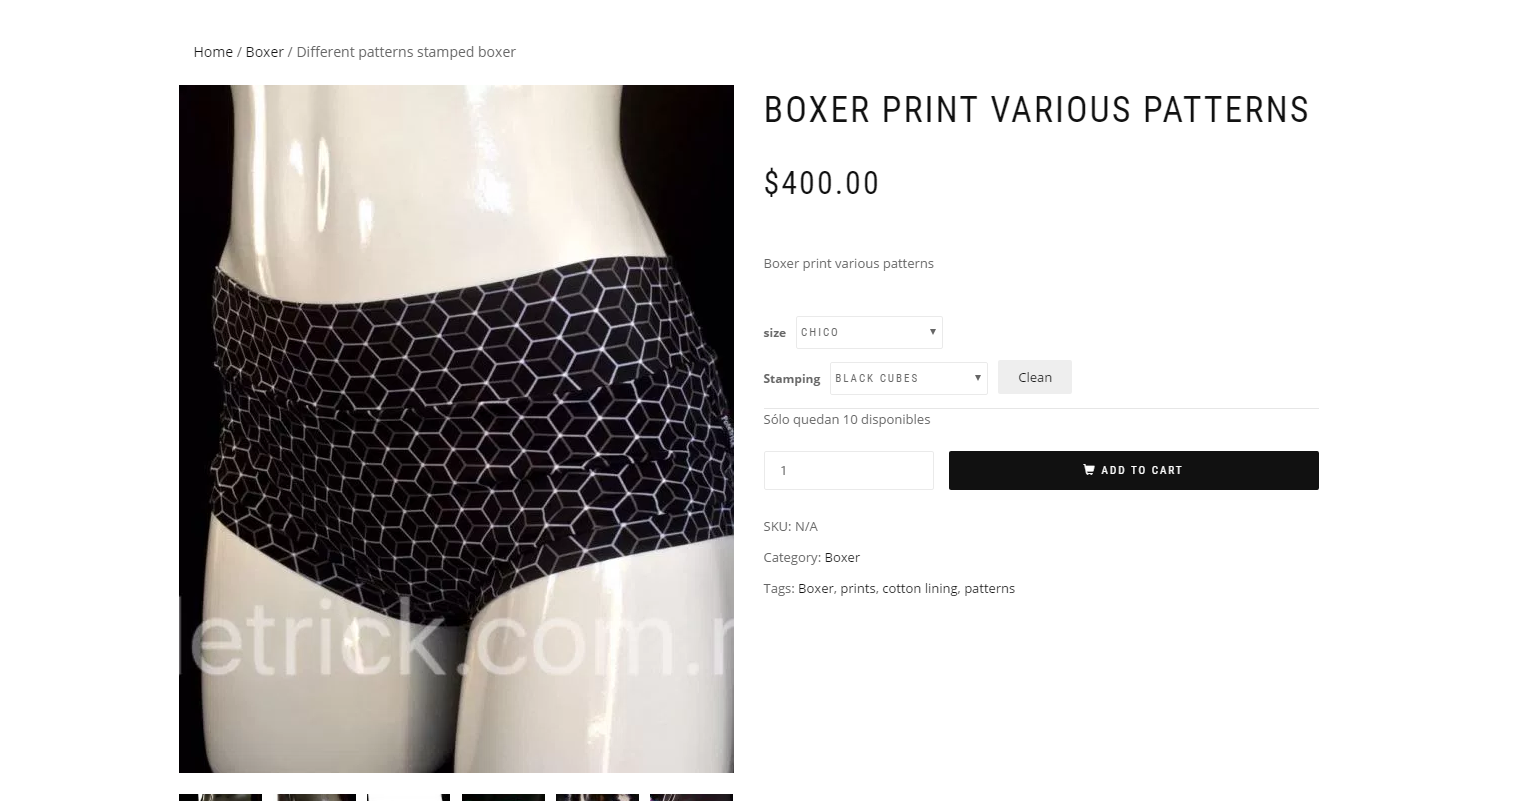 Home / Boxer / Different patterns stamped boxer
BOXER PRINT VARIOUS PATTERNS
$400.00
Boxer print various patterns
size CHICO
Stamping BLACK CUBES Clean
Sólo quedan 10 disponibles
1 ADD TO CART
SKU: N/A
Category: Boxer
Tags: Boxer, prints, cotton lining, patterns
letrick.com.